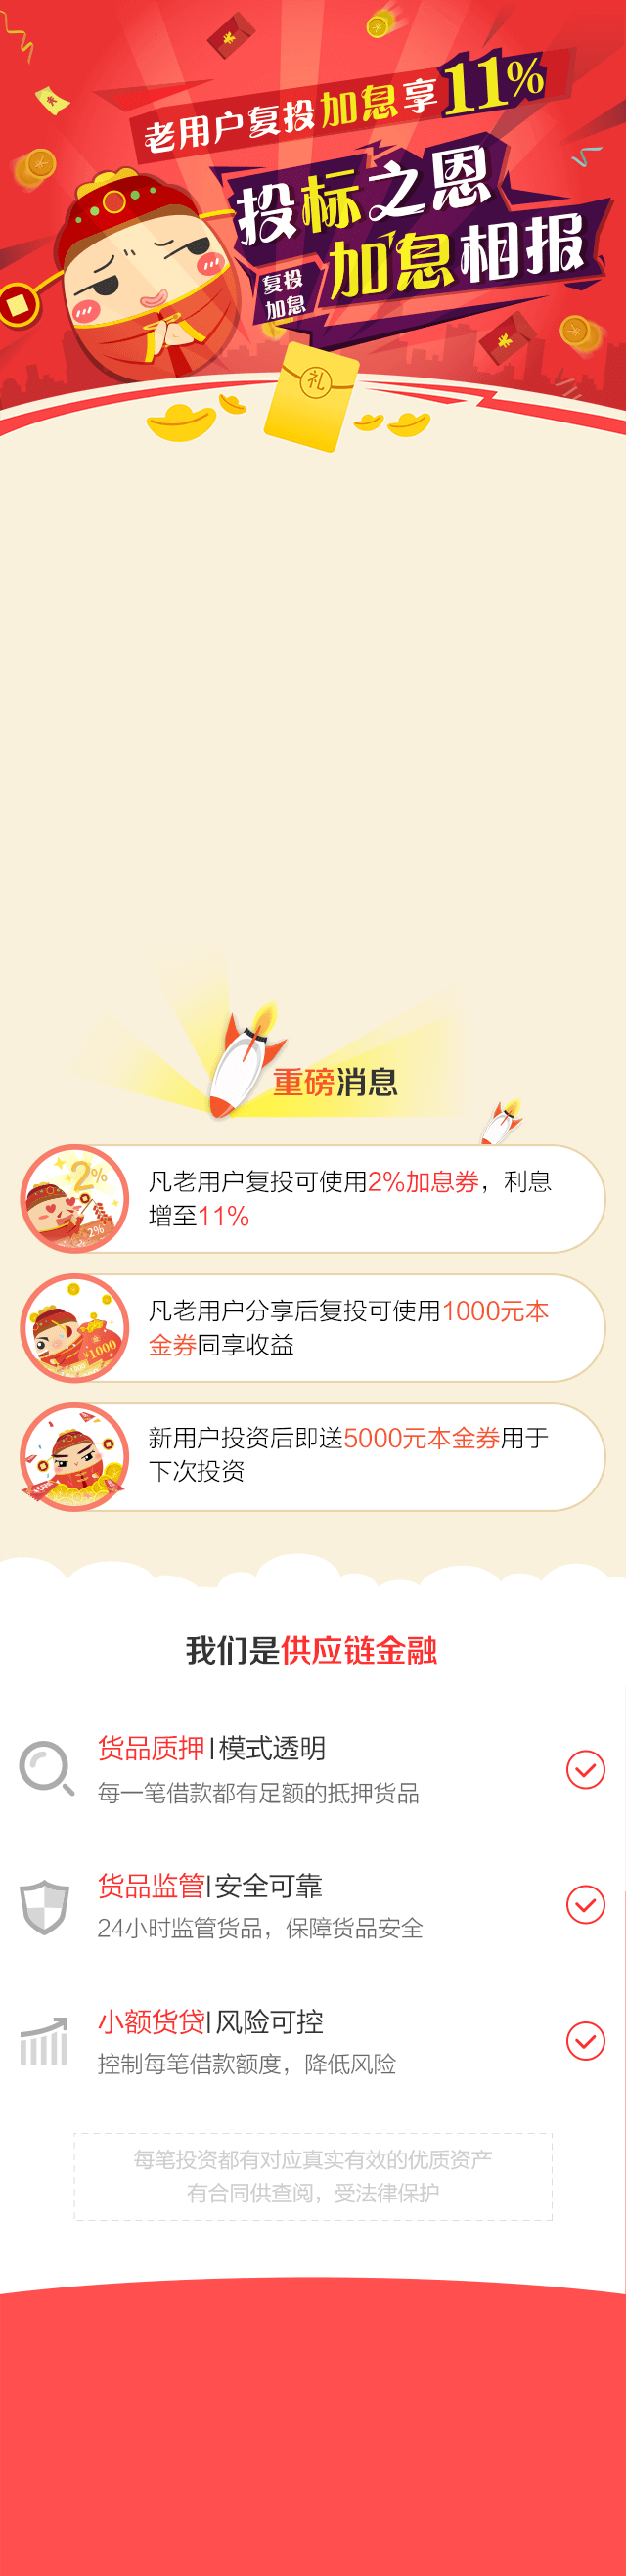 老用户复投加息享11%
投标之恩
复投
加息
加息相报
礼
重磅消息
2%
2%
凡老用户复投可使用2%加息券，利息
增至11%
1000
1000
凡老用户分享后复投可使用1000元本
金券同享收益
新用户投资后即送5000元本金券用于
下次投资
我们是供应链金融
货品质押|模式透明
每一笔借款都有足额的抵押货品
货品监管|安全可靠
24小时监管货品，保障货品安全
小额货贷|风险可控
控制每笔借款额度，降低风险
每笔投资都有对应真实有效的优质资产
有合同供查阅，受法律保护